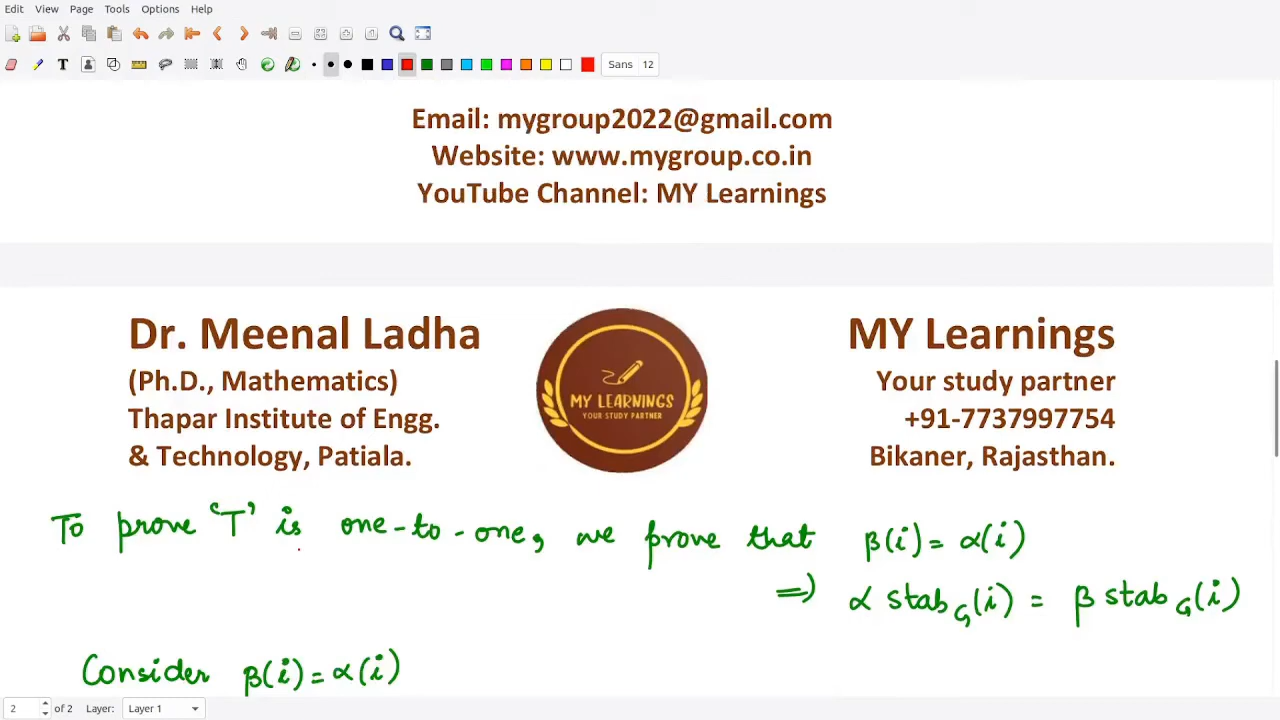 Edit View Page Tools Options Help
Sans 12
Email: mygroup2022@gmail.com
Website: www.mygroup.co.in
YouTube Channel: MY Learnings
Dr. Meenal Ladha
(Ph.D., Mathematics)
Thapar Institute of Engg.
& Technology, Patiala.
MY LEARNINGS
YOUR STUDY PARTNER
MY Learnings
Your study partner
+91-7737997754
Bikaner, Rajasthan.
To prove 'T' is one-to-one, we prove that β(i) = α(i)
⇒ α stab_G(i) = β stab_G(i)
Consider β(i) = α(i)
2 of 2 Layer: Layer 1